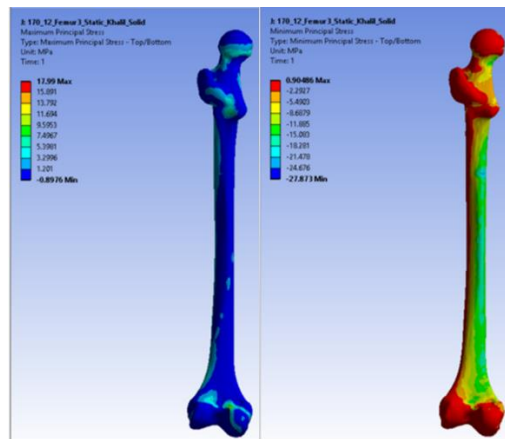 J: 170_12_Femur3_Static_Khalil_Solid
Maximum Principal Stress
Type: Maximum Principal Stress - Top/Bottom
Unit: MPa
Time: 1
17.99 Max
15.891
13.792
11.694
9.5953
7.4967
5.3981
3.2996
1.201
-0.8976 Min
J: 170_12_Femur3_Static_Khalil_Solid
Minimum Principal Stress
Type: Minimum Principal Stress - Top/Bottom
Unit: MPa
Time: 1
0.90486 Max
-2.2927
-5.4903
-8.6879
-11.885
-15.083
-18.281
-21.478
-24.676
-27.873 Min